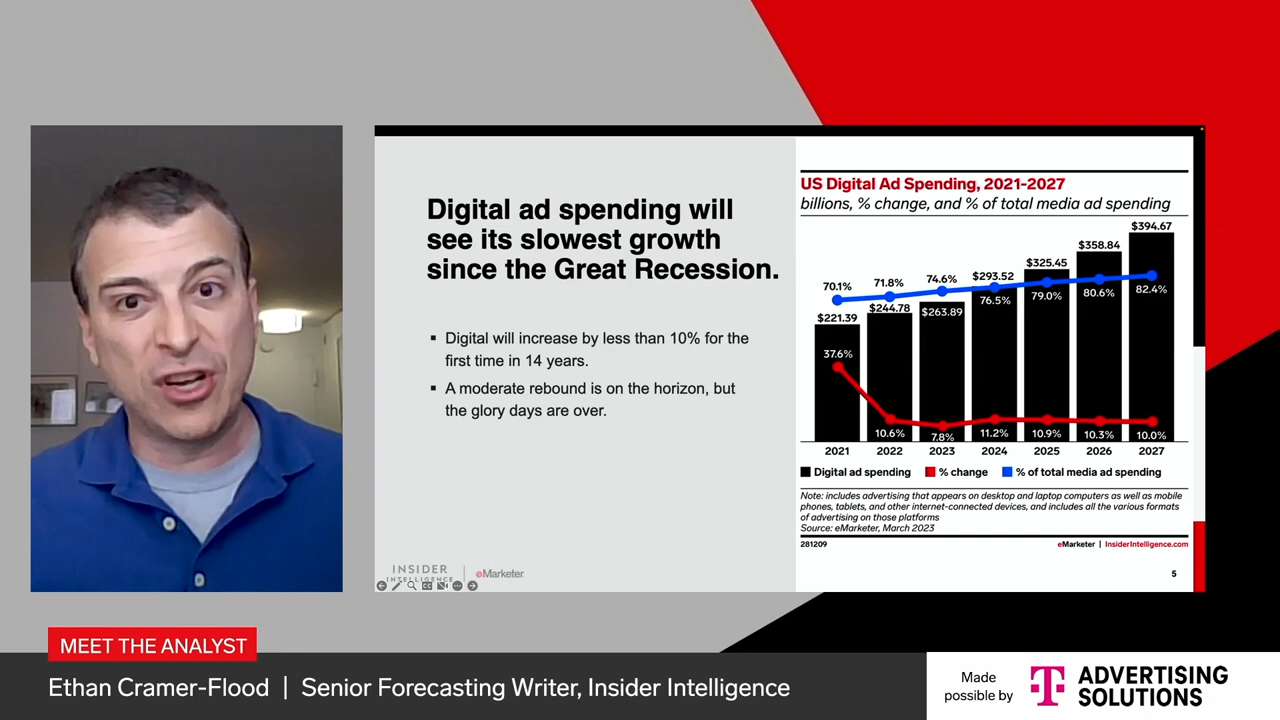 Digital ad spending will
see its slowest growth
since the Great Recession.
▪ Digital will increase by less than 10% for the
first time in 14 years.
▪ A moderate rebound is on the horizon, but
the glory days are over.
INSIDER
INTELLIGENCE
eMarketer
US Digital Ad Spending, 2021-2027
billions, % change, and % of total media ad spending
$394.67
$358.84
$325.45
$293.52
70.1% 71.8% 74.6% 76.5% 79.0% 80.6% 82.4%
$221.39 $244.78 $263.89
37.6% 10.6% 7.8% 11.2% 10.9% 10.3% 10.0%
2021 2022 2023 2024 2025 2026 2027
Digital ad spending % change % of total media ad spending
Note: includes advertising that appears on desktop and laptop computers as well as mobile
phones, tablets, and other internet-connected devices, and includes all the various formats
of advertising on those platforms
Source: eMarketer, March 2023
281209 eMarketer | InsiderIntelligence.com
5
MEET THE ANALYST
Ethan Cramer-Flood | Senior Forecasting Writer, Insider Intelligence
Made
possible by
T ADVERTISING
SOLUTIONS